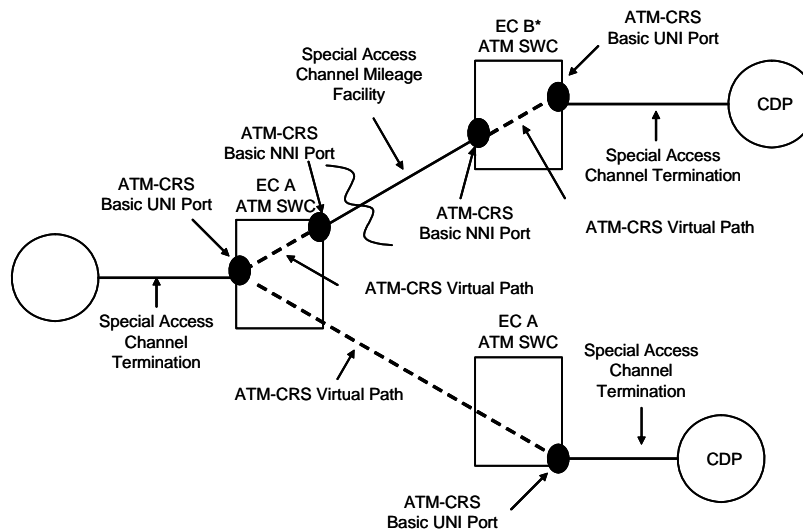 EC B*
ATM SWC
ATM-CRS
Basic UNI Port
Special Access
Channel Mileage
Facility
CDP
ATM-CRS
Basic NNI Port
Special Access
Channel Termination
ATM-CRS
Basic UNI Port
EC A
ATM SWC
ATM-CRS
Basic NNI Port
ATM-CRS Virtual Path
ATM-CRS Virtual Path
Special Access
Channel
Termination
EC A
ATM SWC
Special Access
Channel
Termination
ATM-CRS Virtual Path
CDP
ATM-CRS
Basic UNI Port